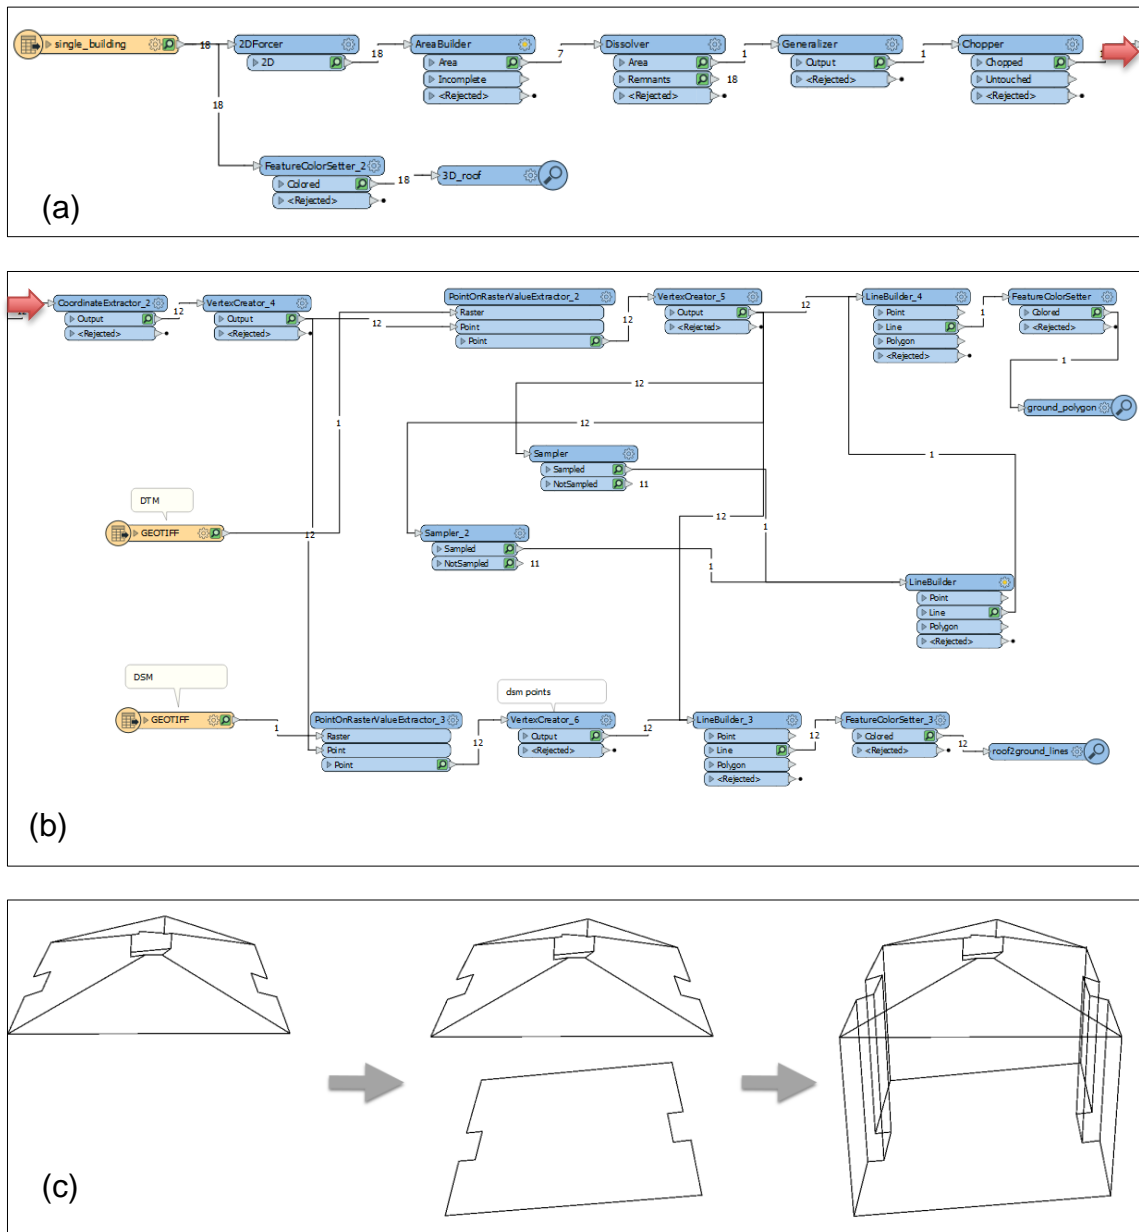 single_building
18
2DForcer
2D
18
AreaBuilder
Area
Incomplete
<Rejected>
7
Dissolver
Area
Remnants
<Rejected>
1
18
Generalizer
Output
<Rejected>
1
Chopper
Chopped
Untouched
<Rejected>
18
FeatureColorSetter_2
Colored
<Rejected>
18
3D_roof
(a)
CoordinateExtractor_2
Output
<Rejected>
12
VertexCreator_4
Output
<Rejected>
12
PointOnRasterValueExtractor_2
Raster
Point
Point
12
VertexCreator_5
Output
<Rejected>
12
LineBuilder_4
Point
Line
Polygon
<Rejected>
1
FeatureColorSetter
Colored
<Rejected>
1
ground_polygon
12
12
1
Sampler
Sampled
NotSampled
11
1
DTM
GEOTIFF
12
Sampler_2
Sampled
NotSampled
11
12
1
1
LineBuilder
Point
Line
Polygon
<Rejected>
DSM
GEOTIFF
1
PointOnRasterValueExtractor_3
Raster
Point
Point
12
dsm points
VertexCreator_6
Output
<Rejected>
12
LineBuilder_3
Point
Line
Polygon
<Rejected>
12
FeatureColorSetter_3
Colored
<Rejected>
12
roof2ground_lines
(b)
(c)